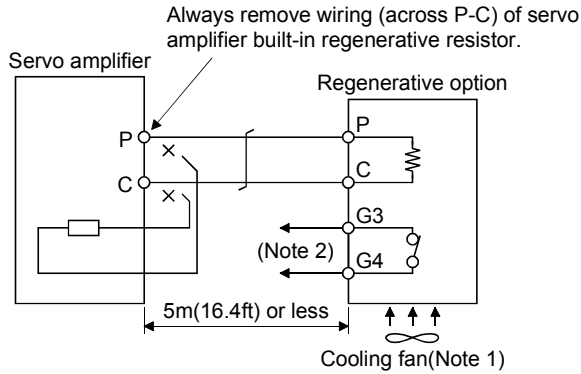 Always remove wiring (across P-C) of servo
amplifier built-in regenerative resistor.
Servo amplifier
Regenerative option
P
P
C
C
G3
(Note 2)
G4
5m(16.4ft) or less
Cooling fan(Note 1)